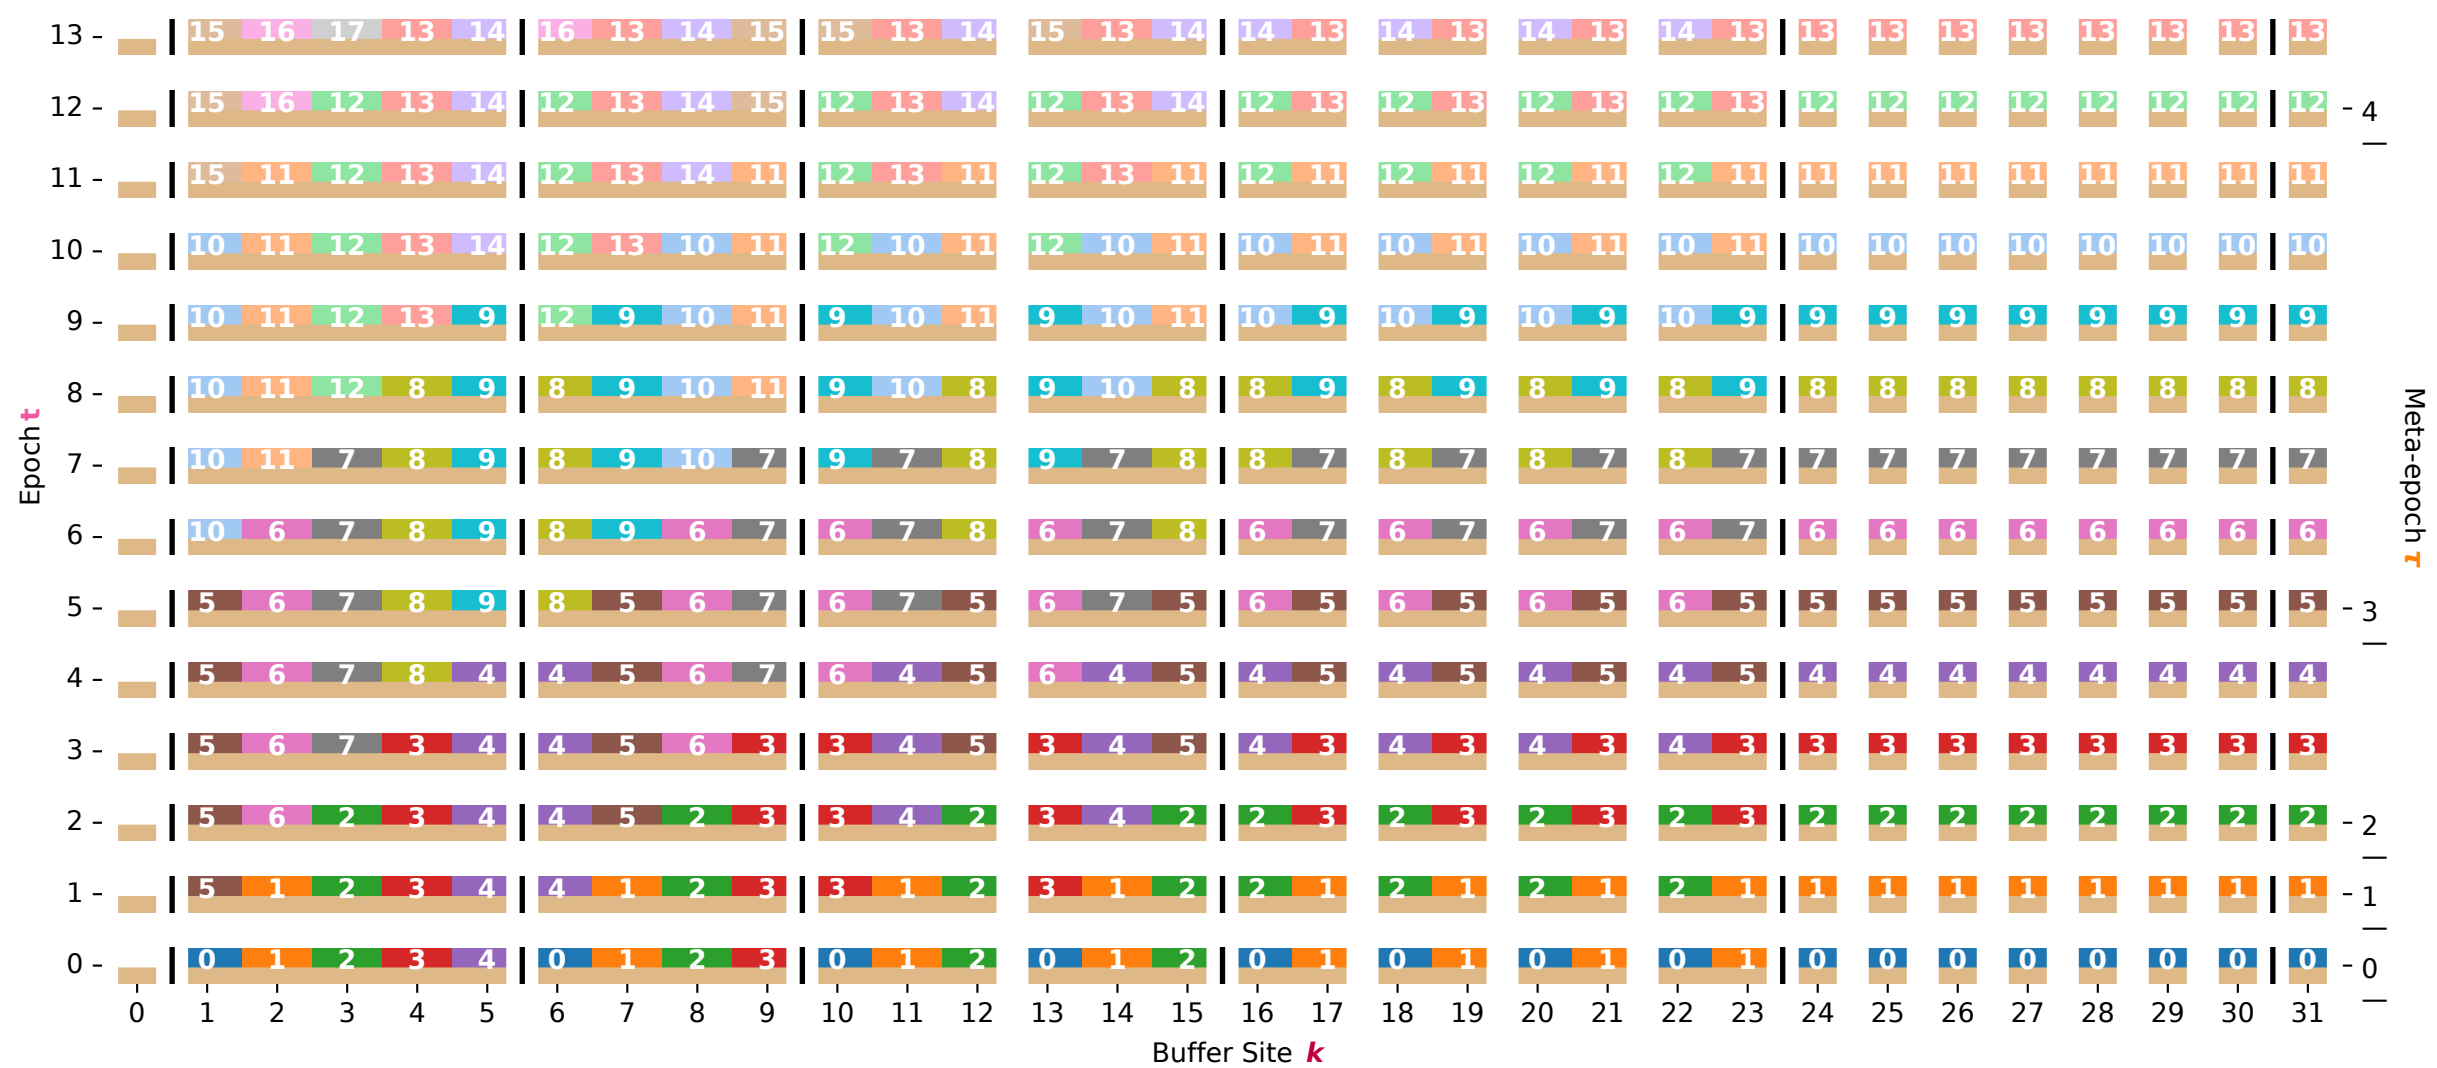 13 15 16 17 13 14 16 13 14 15 15 13 14 15 13 14 14 13 14 13 14 13 14 13 13 13 13 13 13 13 13 13
12 15 16 12 13 14 12 13 14 15 12 13 14 12 13 14 12 13 12 13 12 13 12 13 12 12 12 12 12 12 12 12 4
11 15 11 12 13 14 12 13 14 11 12 13 11 12 13 11 12 11 12 11 12 11 12 11 11 11 11 11 11 11 11 11
10 10 11 12 13 14 12 13 10 11 12 10 11 12 10 11 10 11 10 11 10 11 10 11 10 10 10 10 10 10 10 10
9 10 11 12 13 9 12 9 10 11 9 10 11 9 10 11 10 9 10 9 10 9 10 9 9 9 9 9 9 9 9 9
8 10 11 12 8 9 8 9 10 11 9 10 8 9 10 8 8 9 8 9 8 9 8 9 8 8 8 8 8 8 8 8
7 10 11 7 8 9 8 9 10 7 9 7 8 9 7 8 8 7 8 7 8 7 8 7 7 7 7 7 7 7 7 7
6 10 6 7 8 9 8 9 6 7 6 7 8 6 7 8 6 7 6 7 6 7 6 7 6 6 6 6 6 6 6 6
5 5 6 7 8 9 8 5 6 7 6 7 5 6 7 5 6 5 6 5 6 5 6 5 5 5 5 5 5 5 5 5 3
4 5 6 7 8 4 4 5 6 7 6 4 5 6 4 5 4 5 4 5 4 5 4 5 4 4 4 4 4 4 4 4
3 5 6 7 3 4 4 5 6 3 3 4 5 3 4 5 4 3 4 3 4 3 4 3 3 3 3 3 3 3 3 3
2 5 6 2 3 4 4 5 2 3 3 4 2 3 4 2 2 3 2 3 2 3 2 3 2 2 2 2 2 2 2 2 2
1 5 1 2 3 4 4 1 2 3 3 1 2 3 1 2 2 1 2 1 2 1 2 1 1 1 1 1 1 1 1 1 1
0 0 1 2 3 4 0 1 2 3 0 1 2 0 1 2 0 1 0 1 0 1 0 1 0 0 0 0 0 0 0 0 0
0 1 2 3 4 5 6 7 8 9 10 11 12 13 14 15 16 17 18 19 20 21 22 23 24 25 26 27 28 29 30 31
Buffer Site k
Epoch t
Meta-epoch τ